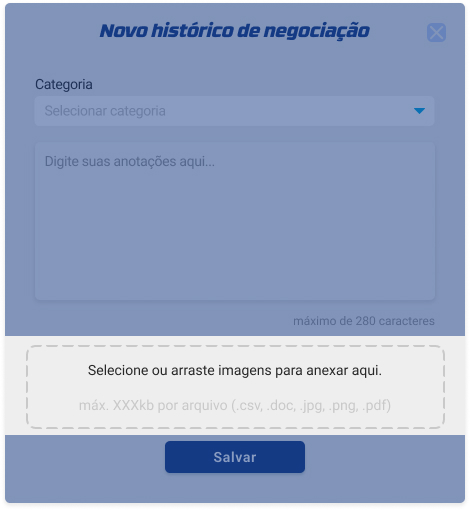 Novo histórico de negociação
Categoria
Selecionar categoria
Digite suas anotações aqui...
máximo de 280 caracteres
Selecione ou arraste imagens para anexar aqui.
máx. XXXkb por arquivo (.csv, .doc, .jpg, .png, .pdf)
Salvar